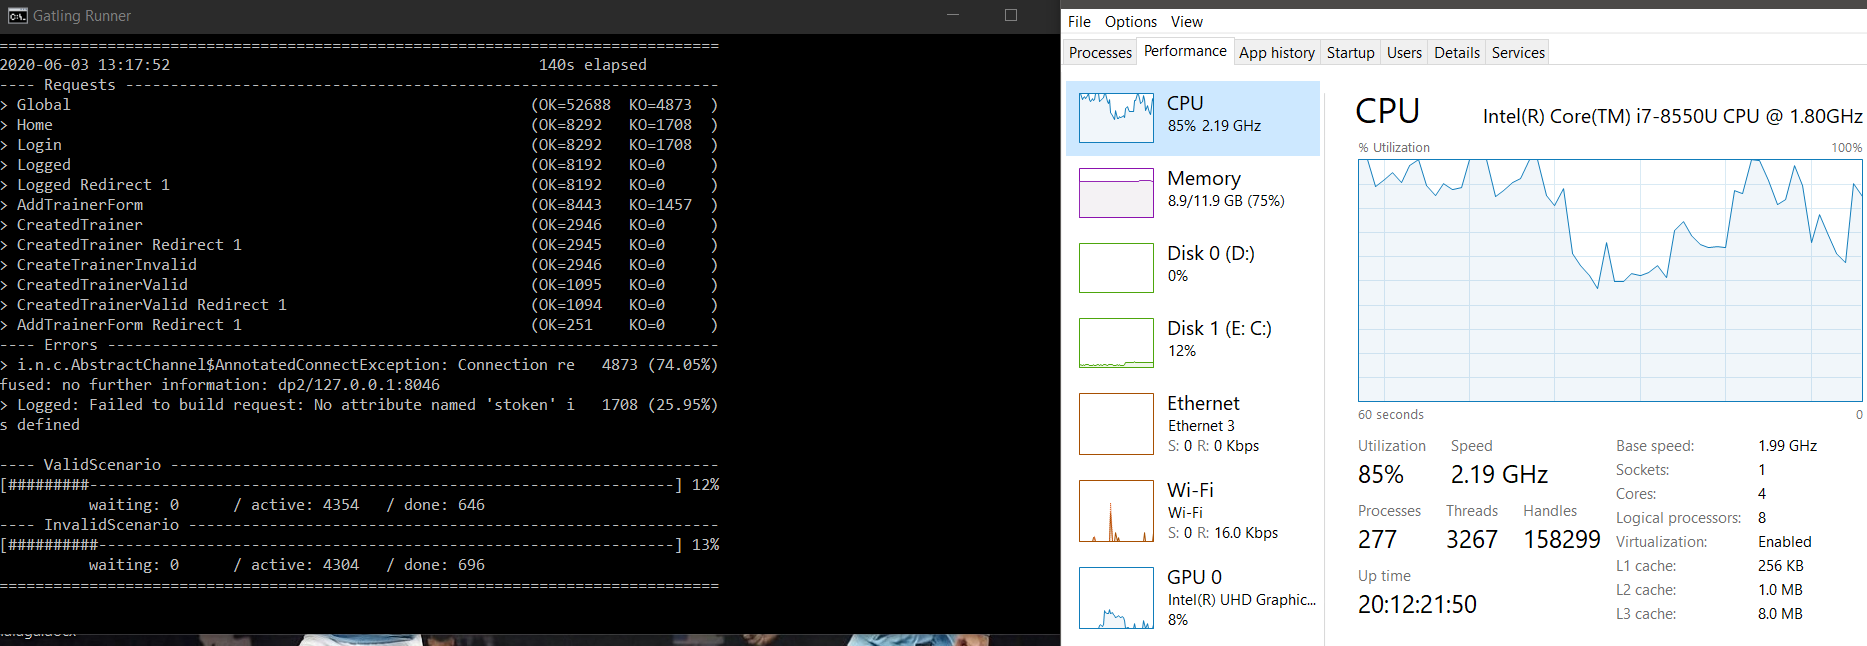 Gatling Runner
================================================================================
2020-06-03 13:17:52                                         140s elapsed
---- Requests ------------------------------------------------------------------
> Global                                                   (OK=52688  KO=4873  )
> Home                                                     (OK=8292   KO=1708  )
> Login                                                    (OK=8292   KO=1708  )
> Logged                                                   (OK=8192   KO=0     )
> Logged Redirect 1                                        (OK=8192   KO=0     )
> AddTrainerForm                                           (OK=8443   KO=1457  )
> CreatedTrainer                                           (OK=2946   KO=0     )
> CreatedTrainer Redirect 1                                (OK=2945   KO=0     )
> CreateTrainerInvalid                                     (OK=2946   KO=0     )
> CreatedTrainerValid                                      (OK=1095   KO=0     )
> CreatedTrainerValid Redirect 1                           (OK=1094   KO=0     )
> AddTrainerForm Redirect 1                                (OK=251    KO=0     )
---- Errors --------------------------------------------------------------------
> i.n.c.AbstractChannel$AnnotatedConnectException: Connection re   4873 (74.05%)
fused: no further information: dp2/127.0.0.1:8046
> Logged: Failed to build request: No attribute named 'stoken' i   1708 (25.95%)
s defined
---- ValidScenario -------------------------------------------------------------
[#########-----------------------------------------------------------------] 12%
          waiting: 0      / active: 4354   / done: 646
---- InvalidScenario -----------------------------------------------------------
[##########----------------------------------------------------------------] 13%
          waiting: 0      / active: 4304   / done: 696
================================================================================
File Options View
Processes Performance App history Startup Users Details Services
CPU
85% 2.19 GHz
Memory
8.9/11.9 GB (75%)
Disk 0 (D:)
0%
Disk 1 (E: C:)
12%
Ethernet
Ethernet 3
S: 0 R: 0 Kbps
Wi-Fi
Wi-Fi
S: 0 R: 16.0 Kbps
GPU 0
Intel(R) UHD Graphic...
8%
CPU Intel(R) Core(TM) i7-8550U CPU @ 1.80GHz
% Utilization 100%
60 seconds 0
Utilization Speed
85% 2.19 GHz
Processes Threads Handles
277 3267 158299
Up time
20:12:21:50
Base speed: 1.99 GHz
Sockets: 1
Cores: 4
Logical processors: 8
Virtualization: Enabled
L1 cache: 256 KB
L2 cache: 1.0 MB
L3 cache: 8.0 MB